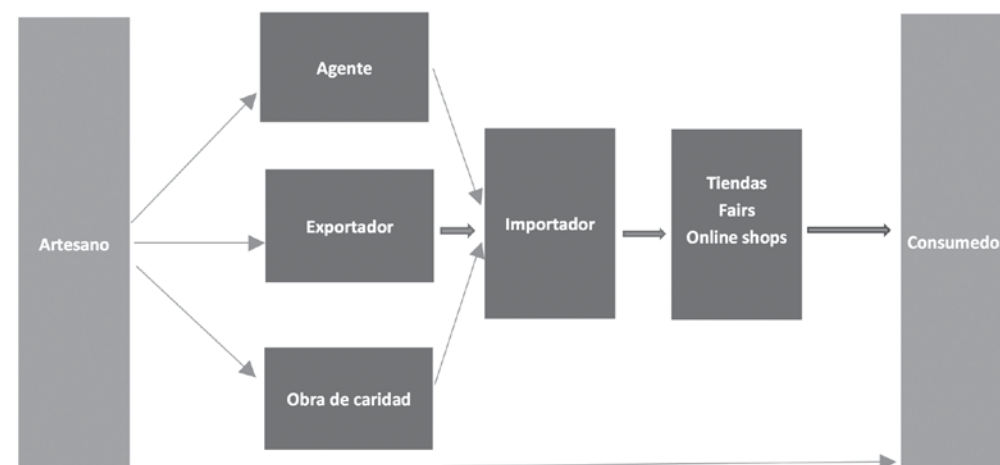 Artesano
Agente
Exportador
Obra de caridad
Importador
Tiendas
Fairs
Online shops
Consumedo